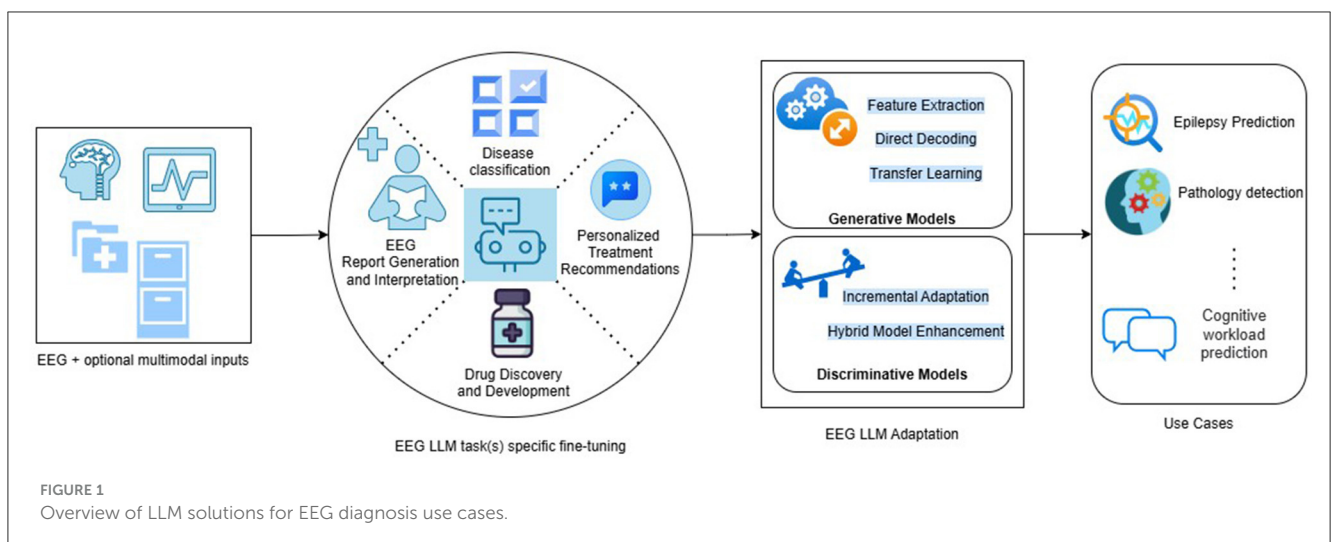 EEG + optional multimodal inputs
Disease
classification
EEG
Report Generation
and Interpretation
Personalized
Treatment
Recommendations
Drug Discovery
and Development
EEG LLM task(s) specific fine-tuning
Feature Extraction
Direct Decoding
Transfer Learning
Generative Models
Incremental Adaptation
Hybrid Model Enhancement
Discriminative Models
EEG LLM Adaptation
Epilepsy Prediction
Pathology detection
Cognitive
workload
prediction
Use Cases
FIGURE 1
Overview of LLM solutions for EEG diagnosis use cases.